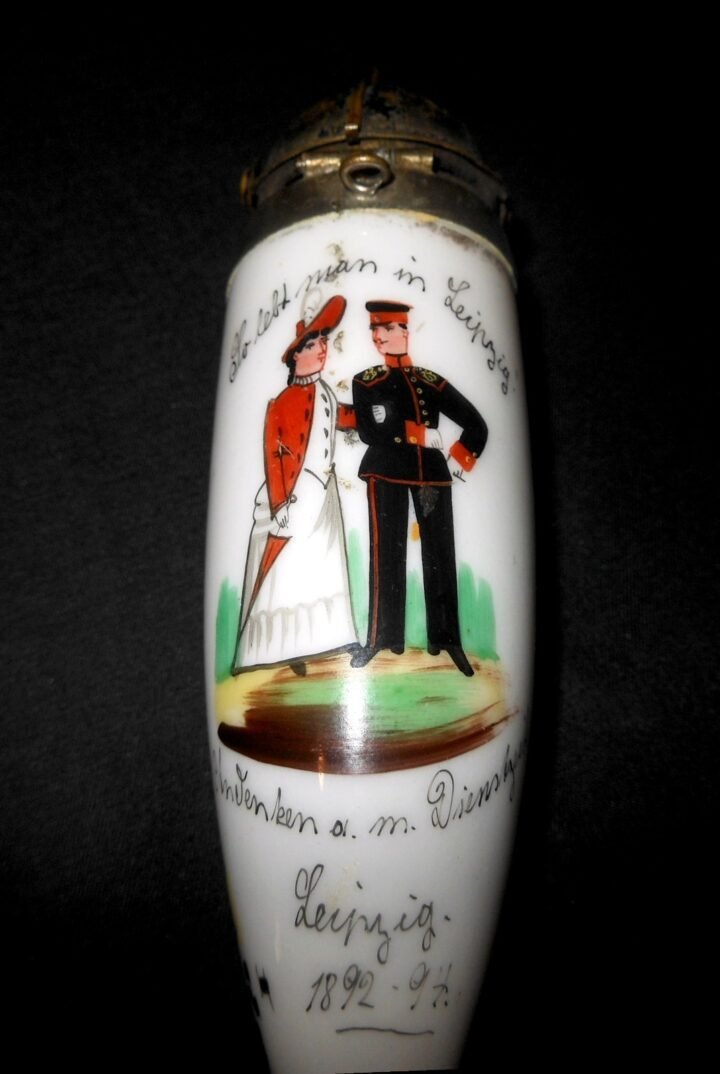 So lebt man in Leipzig.
Andenken a. m.
Leipzig.
1892-94.